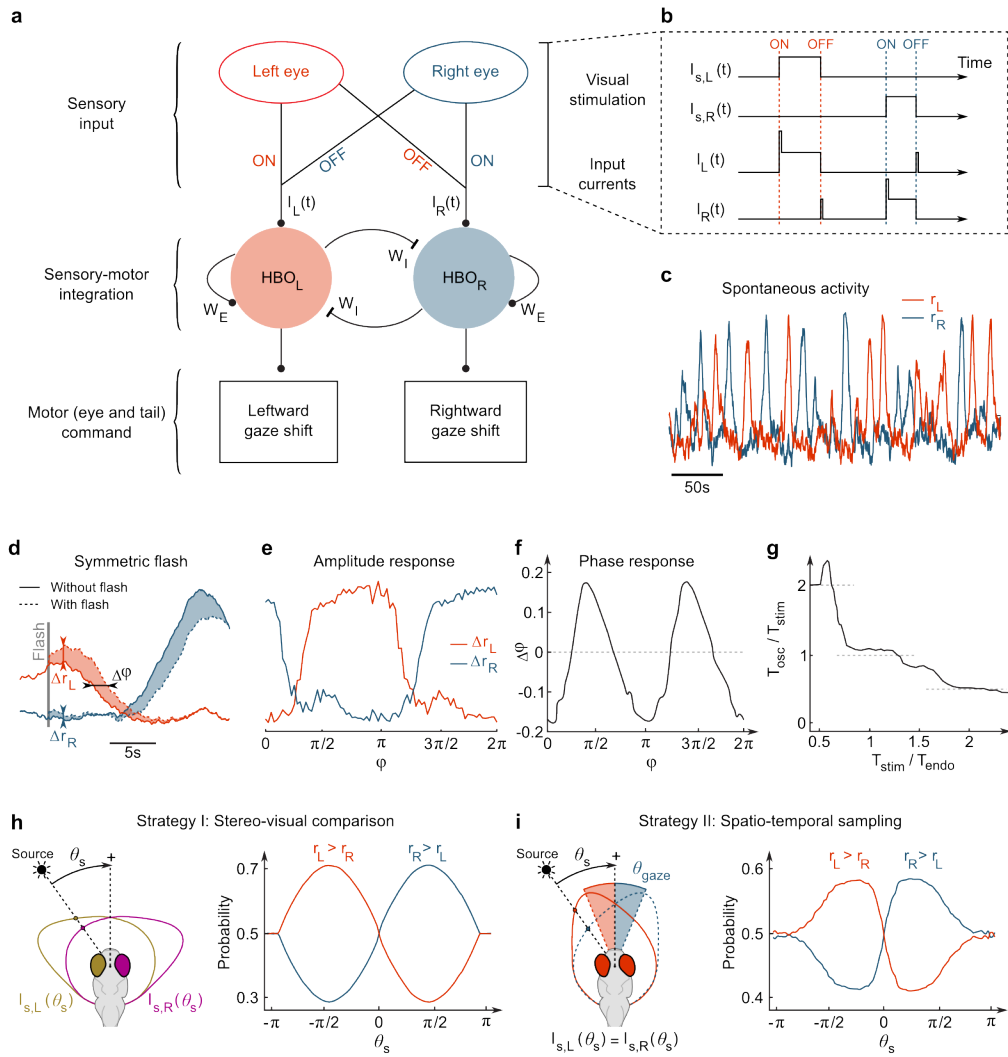 a
Sensory
input
Left eye
Right eye
ON
OFF
OFF
ON
I_L(t)
I_R(t)
Visual
stimulation
Input
currents
Sensory-motor
integration
HBO_L
HBO_R
W_E
W_I
W_I
W_E
Motor (eye and tail)
command
Leftward
gaze shift
Rightward
gaze shift
b
ON OFF ON OFF
Time
I_s,L (t)
I_s,R(t)
I_L(t)
I_R(t)
c
Spontaneous activity
r_L
r_R
50s
d
Symmetric flash
Without flash
With flash
Flash
Δr_L
Δφ
Δr_R
5s
e
Amplitude response
Δr_L
Δr_R
0 π/2 π 3π/2 2π
φ
f
Phase response
0.2
0.1
0
-0.1
-0.2
Δφ
0 π/2 π 3π/2 2π
φ
g
T_osc / T_stim
2
1
0
0.5 1 1.5 2
T_stim / T_endo
h
Strategy I: Stereo-visual comparison
Source
θ_s
+
I_s,L(θ_s)
I_s,R(θ_s)
r_L > r_R
r_R > r_L
Probability
0.7
0.5
0.3
-π -π/2 0 π/2 π
θ_s
i
Strategy II: Spatio-temporal sampling
Source
θ_s
+
θ_gaze
I_s,L(θ_s) = I_s,R(θ_s)
r_L > r_R
r_R > r_L
Probability
0.6
0.5
0.4
-π -π/2 0 π/2 π
θ_s